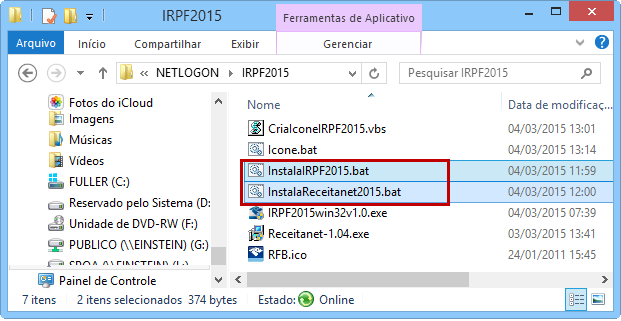 IRPF2015
Ferramentas de Aplicativo
Arquivo Início Compartilhar Exibir Gerenciar
NETLOGON IRPF2015
Pesquisar IRPF2015
Fotos do iCloud
Imagens
Músicas
Vídeos
FULLER (C:)
Reservado pelo Sistema (D:
Unidade de DVD-RW (F:)
PUBLICO (\\EINSTEIN) (G:)
SPOA (\\EINSTEIN) (H:)
Painel de Controle
Nome Data de modificaç...
CriaIconeIRPF2015.vbs 04/03/2015 13:01
Icone.bat 04/03/2015 13:14
InstalaIRPF2015.bat 04/03/2015 11:59
InstalaReceitanet2015.bat 04/03/2015 12:00
IRPF2015win32v1.0.exe 04/03/2015 07:39
Receitanet-1.04.exe 03/03/2015 13:41
RFB.ico 24/01/2011 15:45
7 itens 2 itens selecionados 374 bytes Estado: Online